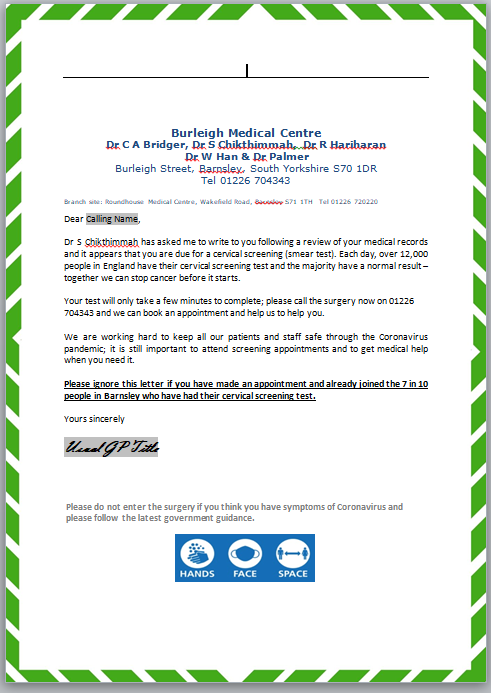 Burleigh Medical Centre
Dr C A Bridger, Dr S Chikthimmah, Dr R Hariharan
Dr W Han & Dr Palmer
Burleigh Street, Barnsley, South Yorkshire S70 1DR
Tel 01226 704343
Branch site: Roundhouse Medical Centre, Wakefield Road, Barnsley S71 1TH Tel 01226 720220
Dear Calling Name,
Dr S Chikthimmah has asked me to write to you following a review of your medical records
and it appears that you are due for a cervical screening (smear test). Each day, over 12,000
people in England have their cervical screening test and the majority have a normal result –
together we can stop cancer before it starts.
Your test will only take a few minutes to complete; please call the surgery now on 01226
704343 and we can book an appointment and help us to help you.
We are working hard to keep all our patients and staff safe through the Coronavirus
pandemic; it is still important to attend screening appointments and to get medical help
when you need it.
Please ignore this letter if you have made an appointment and already joined the 7 in 10
people in Barnsley who have had their cervical screening test.
Yours sincerely
Usual GP Title
Please do not enter the surgery if you think you have symptoms of Coronavirus and
please follow the latest government guidance.
HANDS FACE SPACE